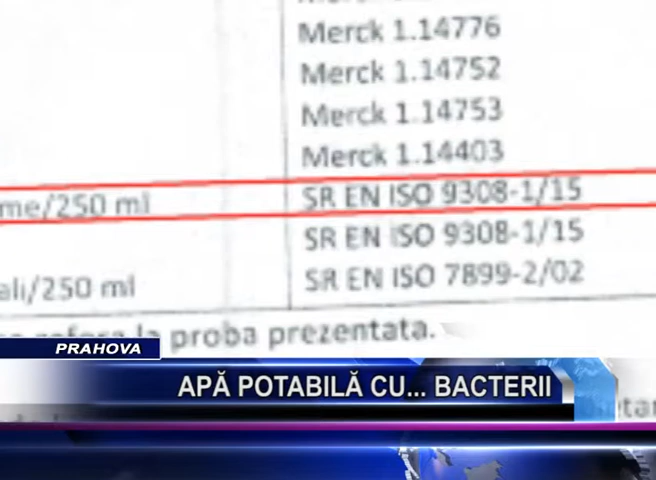 Merck 1.14776
Merck 1.14752
Merck 1.14753
Merck 1.14403
me/250 ml SR EN ISO 9308-1/15
SR EN ISO 9308-1/15
ali/250 ml SR EN ISO 7899-2/02
la proba prezentata.
PRAHOVA
APĂ POTABILĂ CU... BACTERII